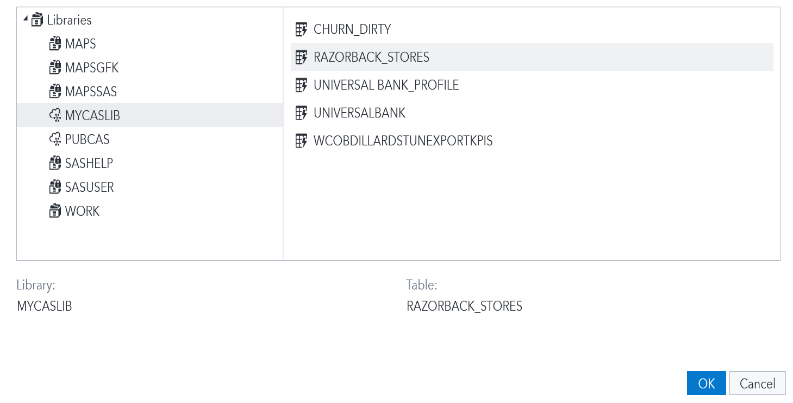 Libraries
MAPS
MAPSGFK
MAPSSAS
MYCASLIB
PUBCAS
SASHELP
SASUSER
WORK
CHURN_DIRTY
RAZORBACK_STORES
UNIVERSAL BANK_PROFILE
UNIVERSALBANK
WCOBDILLARDSTUNEXPORTKPIS
Library:
MYCASLIB
Table:
RAZORBACK_STORES
OK
Cancel